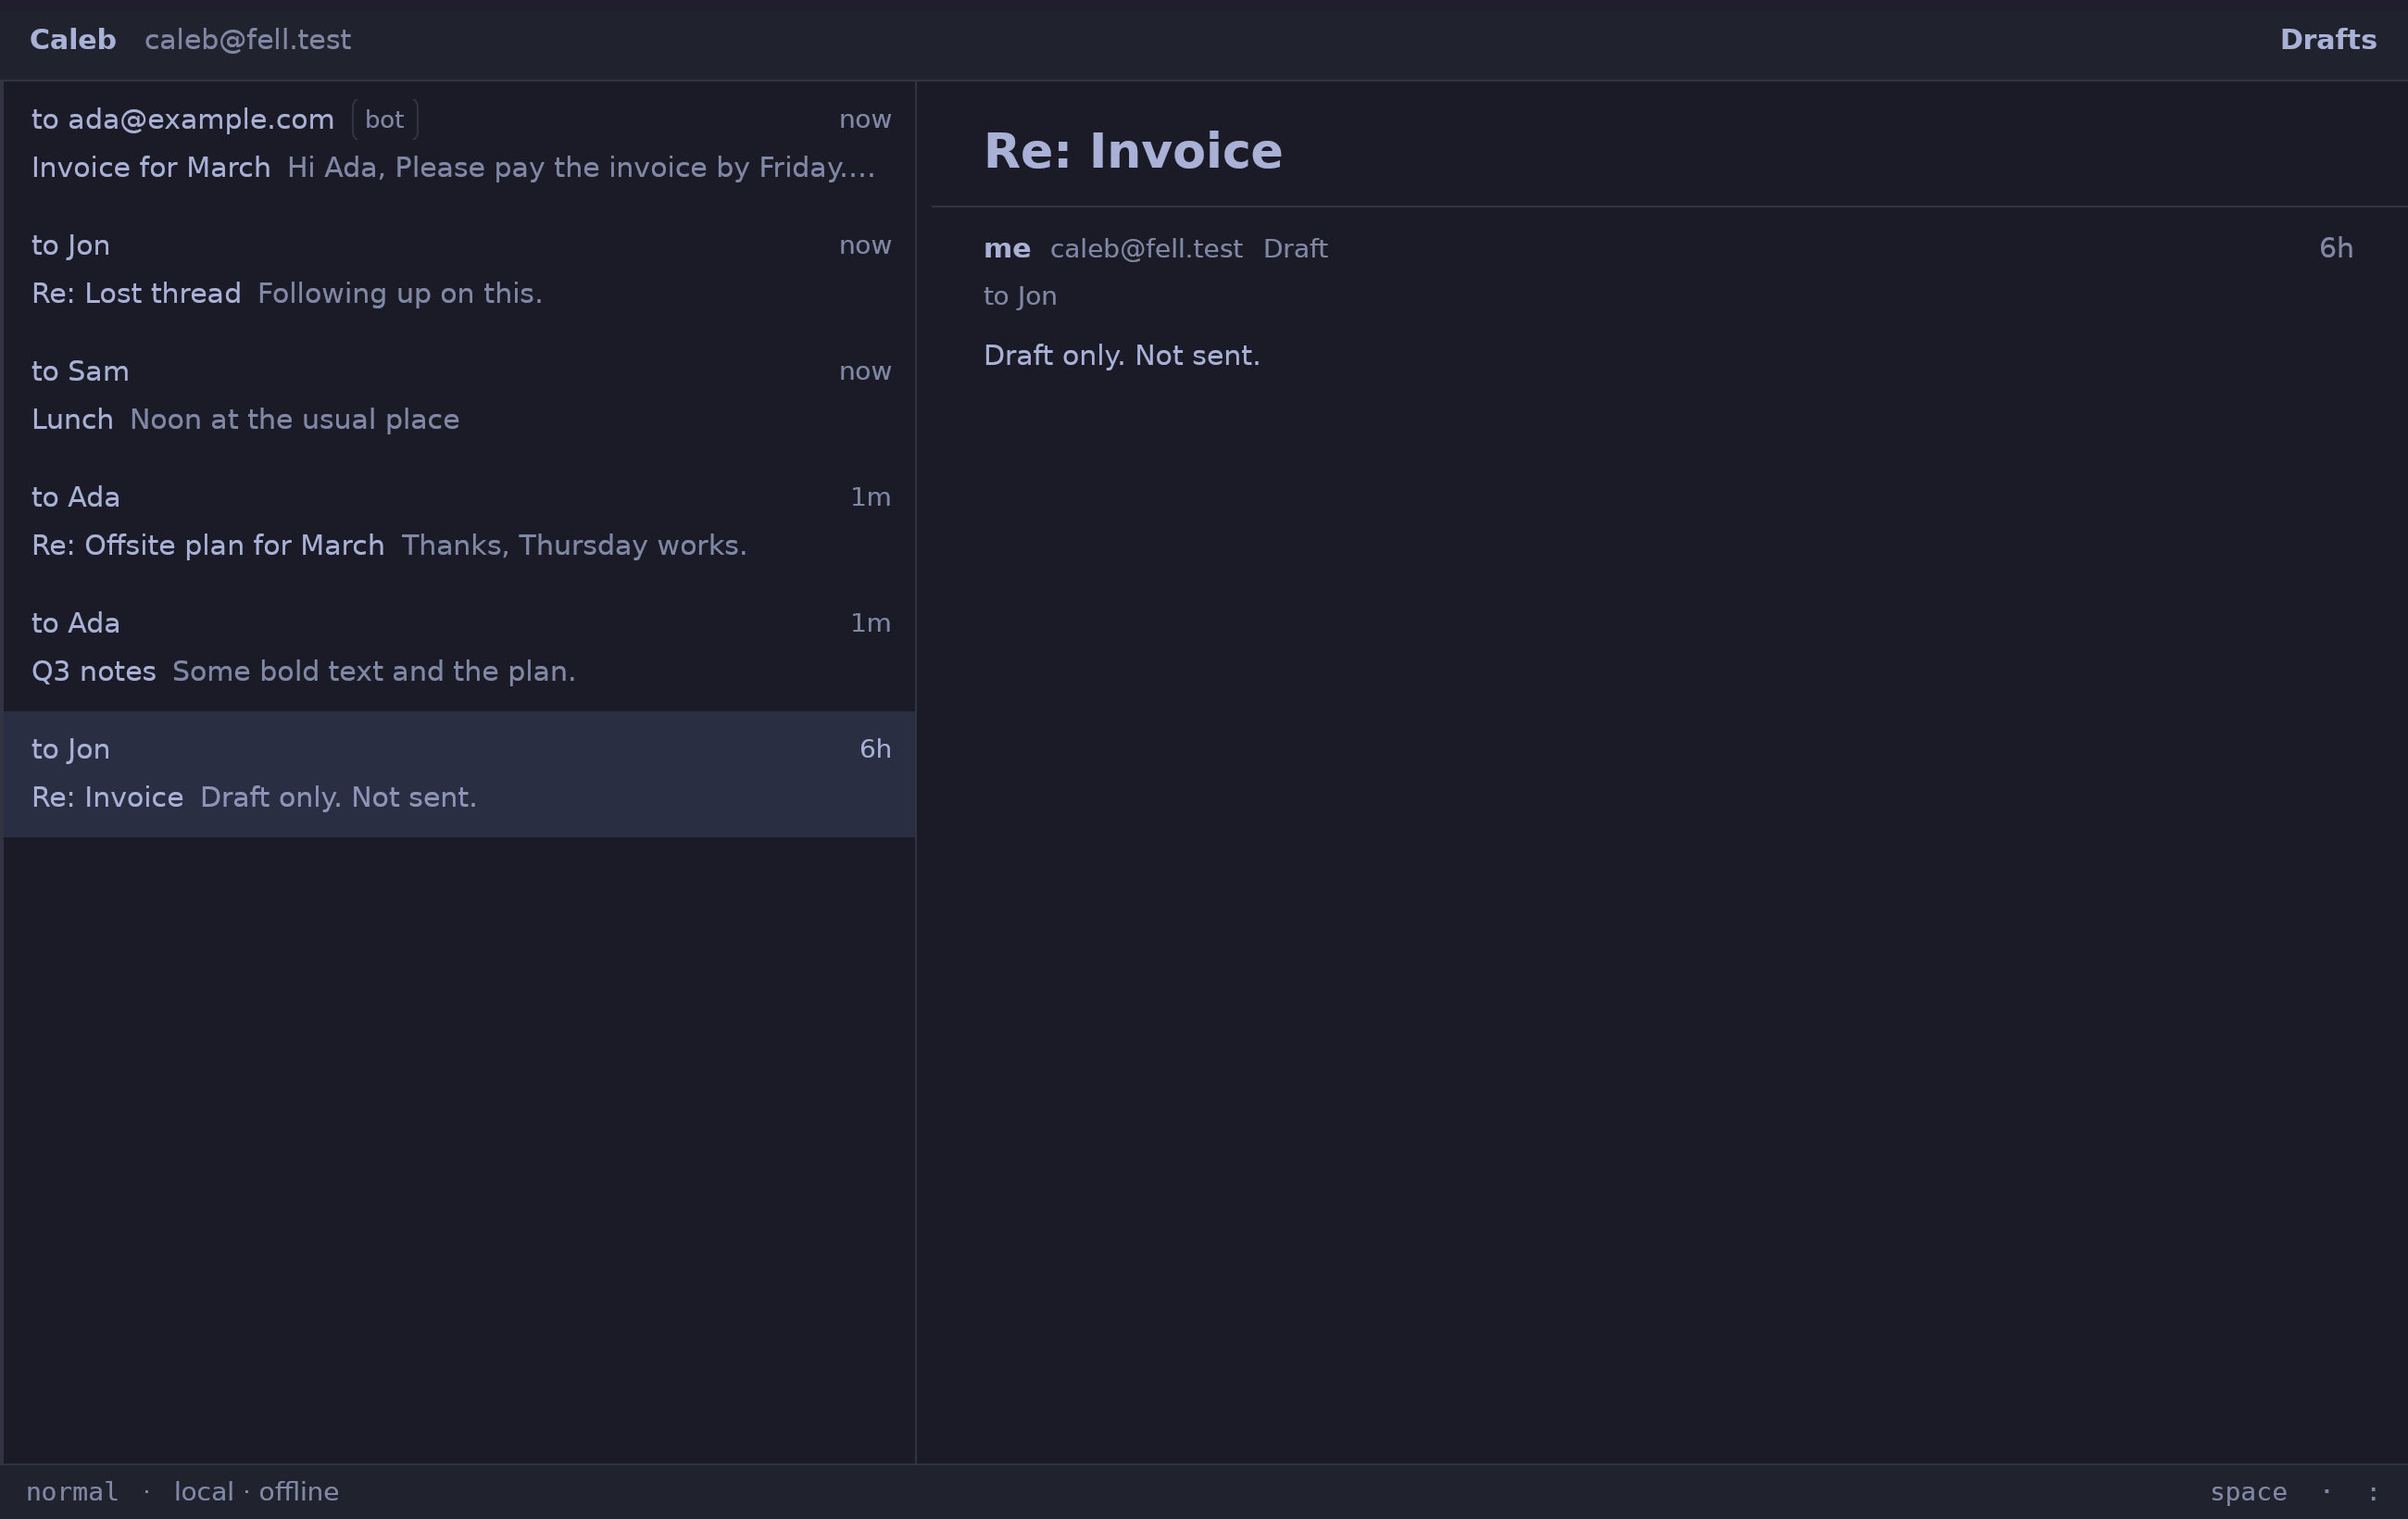 Caleb caleb@fell.test Drafts
to ada@example.com bot now
Invoice for March Hi Ada, Please pay the invoice by Friday....
to Jon now
Re: Lost thread Following up on this.
to Sam now
Lunch Noon at the usual place
to Ada 1m
Re: Offsite plan for March Thanks, Thursday works.
to Ada 1m
Q3 notes Some bold text and the plan.
to Jon 6h
Re: Invoice Draft only. Not sent.
Re: Invoice
me caleb@fell.test Draft 6h
to Jon
Draft only. Not sent.
normal · local · offline space · :